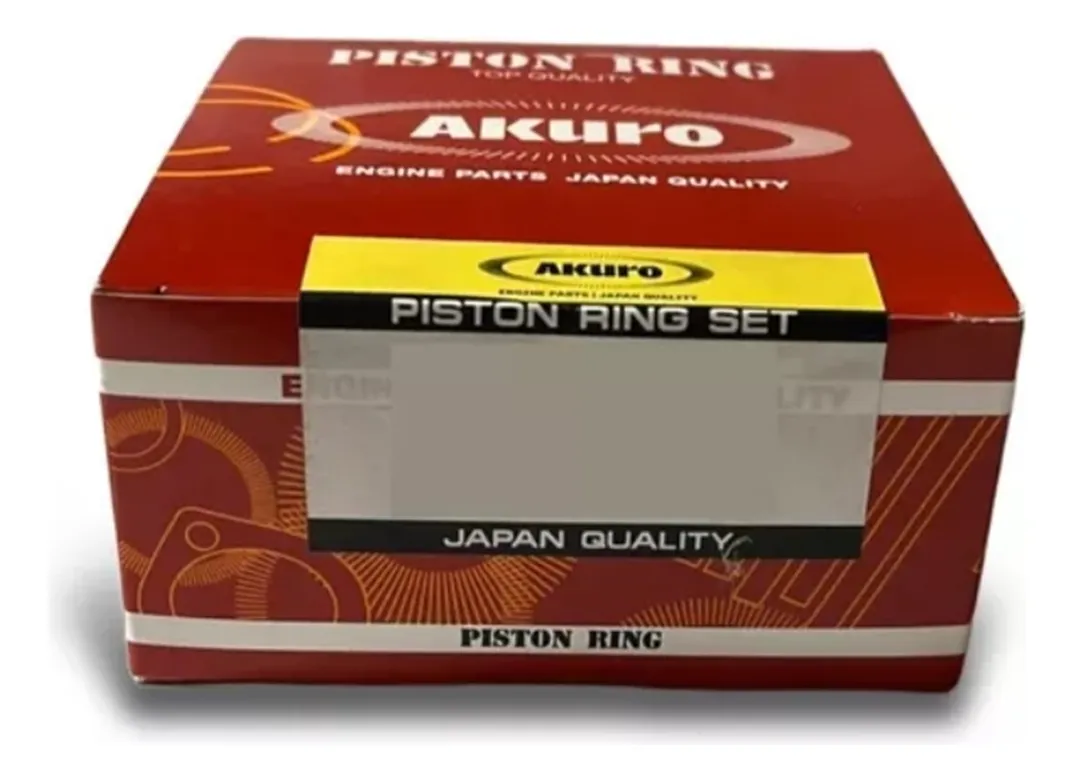 PISTON RING
TOP QUALITY
AKuro
ENGINE PARTS JAPAN QUALITY
AKuro
ENGINE PARTS | JAPAN QUALITY
PISTON RING SET
JAPAN QUALITY
PISTON RING